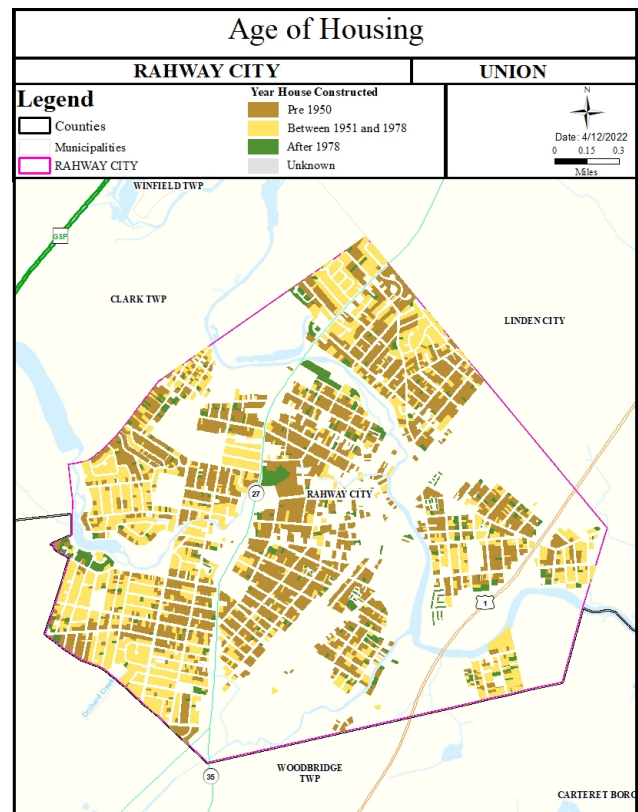 Age of Housing
RAHWAY CITY
UNION
Legend
Counties
Municipalities
RAHWAY CITY
Year House Constructed
Pre 1950
Between 1951 and 1978
After 1978
Unknown
N
Date: 4/12/2022
0 0.15 0.3
Miles
WINFIELD TWP
GSP
CLARK TWP
LINDEN CITY
27
RAHWAY CITY
1
Orchard Creek
35
WOODBRIDGE
TWP
CARTERET BORO